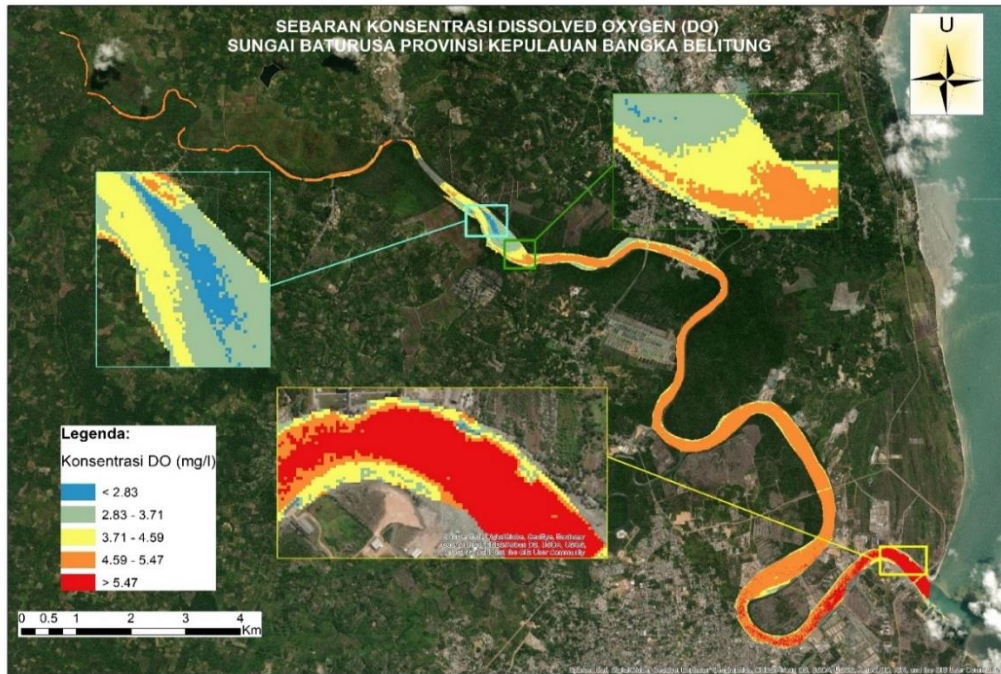 SEBARAN KONSENTRASI DISSOLVED OXYGEN (DO)
SUNGAI BATURUSA PROVINSI KEPULAUAN BANGKA BELITUNG
U
Legenda:
Konsentrasi DO (mg/l)
< 2.83
2.83 - 3.71
3.71 - 4.59
4.59 - 5.47
> 5.47
0 0.5 1 2 3 4
Km